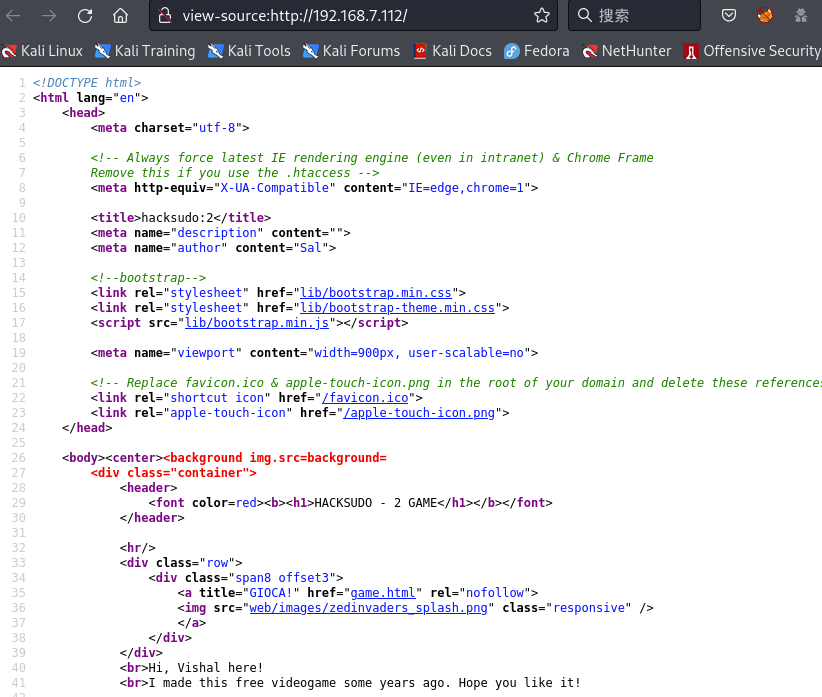 view-source:http://192.168.7.112/
搜索
Kali Linux Kali Training Kali Tools Kali Forums Kali Docs Fedora NetHunter Offensive Security
1 <!DOCTYPE html>
2 <html lang="en">
3 <head>
4 <meta charset="utf-8">
5
6 <!-- Always force latest IE rendering engine (even in intranet) & Chrome Frame
7 Remove this if you use the .htaccess -->
8 <meta http-equiv="X-UA-Compatible" content="IE=edge,chrome=1">
9
10 <title>hacksudo:2</title>
11 <meta name="description" content="">
12 <meta name="author" content="Sal">
13
14 <!--bootstrap-->
15 <link rel="stylesheet" href="lib/bootstrap.min.css">
16 <link rel="stylesheet" href="lib/bootstrap-theme.min.css">
17 <script src="lib/bootstrap.min.js"></script>
18
19 <meta name="viewport" content="width=900px, user-scalable=no">
20
21 <!-- Replace favicon.ico & apple-touch-icon.png in the root of your domain and delete these references
22 <link rel="shortcut icon" href="/favicon.ico">
23 <link rel="apple-touch-icon" href="/apple-touch-icon.png">
24 </head>
25
26 <body><center><background img.src=background=
27 <div class="container">
28 <header>
29 <font color=red><b><h1>HACKSUDO - 2 GAME</h1></b></font>
30 </header>
31
32 <hr/>
33 <div class="row">
34 <div class="span8 offset3">
35 <a title="GIOCA!" href="game.html" rel="nofollow">
36 <img src="web/images/zedinvaders_splash.png" class="responsive" />
37 </a>
38 </div>
39 </div>
40 <br>Hi, Vishal here!
41 <br>I made this free videogame some years ago. Hope you like it!